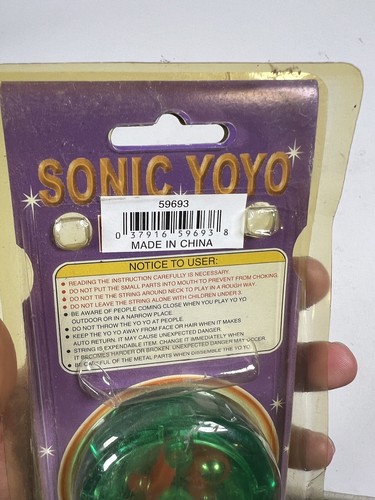 SONIC YOYO
59693
0 37916 59693 8
MADE IN CHINA
NOTICE TO USER:
● READING THE INSTRUCTION CAREFULLY IS NECESSARY.
● DO NOT PUT THE SMALL PARTS INTO MOUTH TO PREVENT FROM CHOKING.
● DO NOT TIE THE STRING AROUND NECK TO PLAY IN A ROUGH WAY.
● DO NOT LEAVE THE STRING ALONE WITH CHILDREN UNDER 3
● BE AWARE OF PEOPLE COMING CLOSE WHEN YOU PLAY YO YO
OUTDOOR OR IN A NARROW PLACE.
● DO NOT THROW THE YO YO AT PEOPLE.
● KEEP THE YO YO AWAY FROM FACE OR HAIR WHEN IT MAKES
AUTO RETURN. IT MAY CAUSE UNEXPECTED DANGER.
● STRING IS EXPENDABLE ITEM. CHANGE IT IMMEDIATELY WHEN
IT BECOMES HARDER OR BROKEN. UNEXPECTED DANGER MAY OCCER
● BE CAREFUL OF THE METAL PARTS WHEN DISSEMBLE THE YO YO